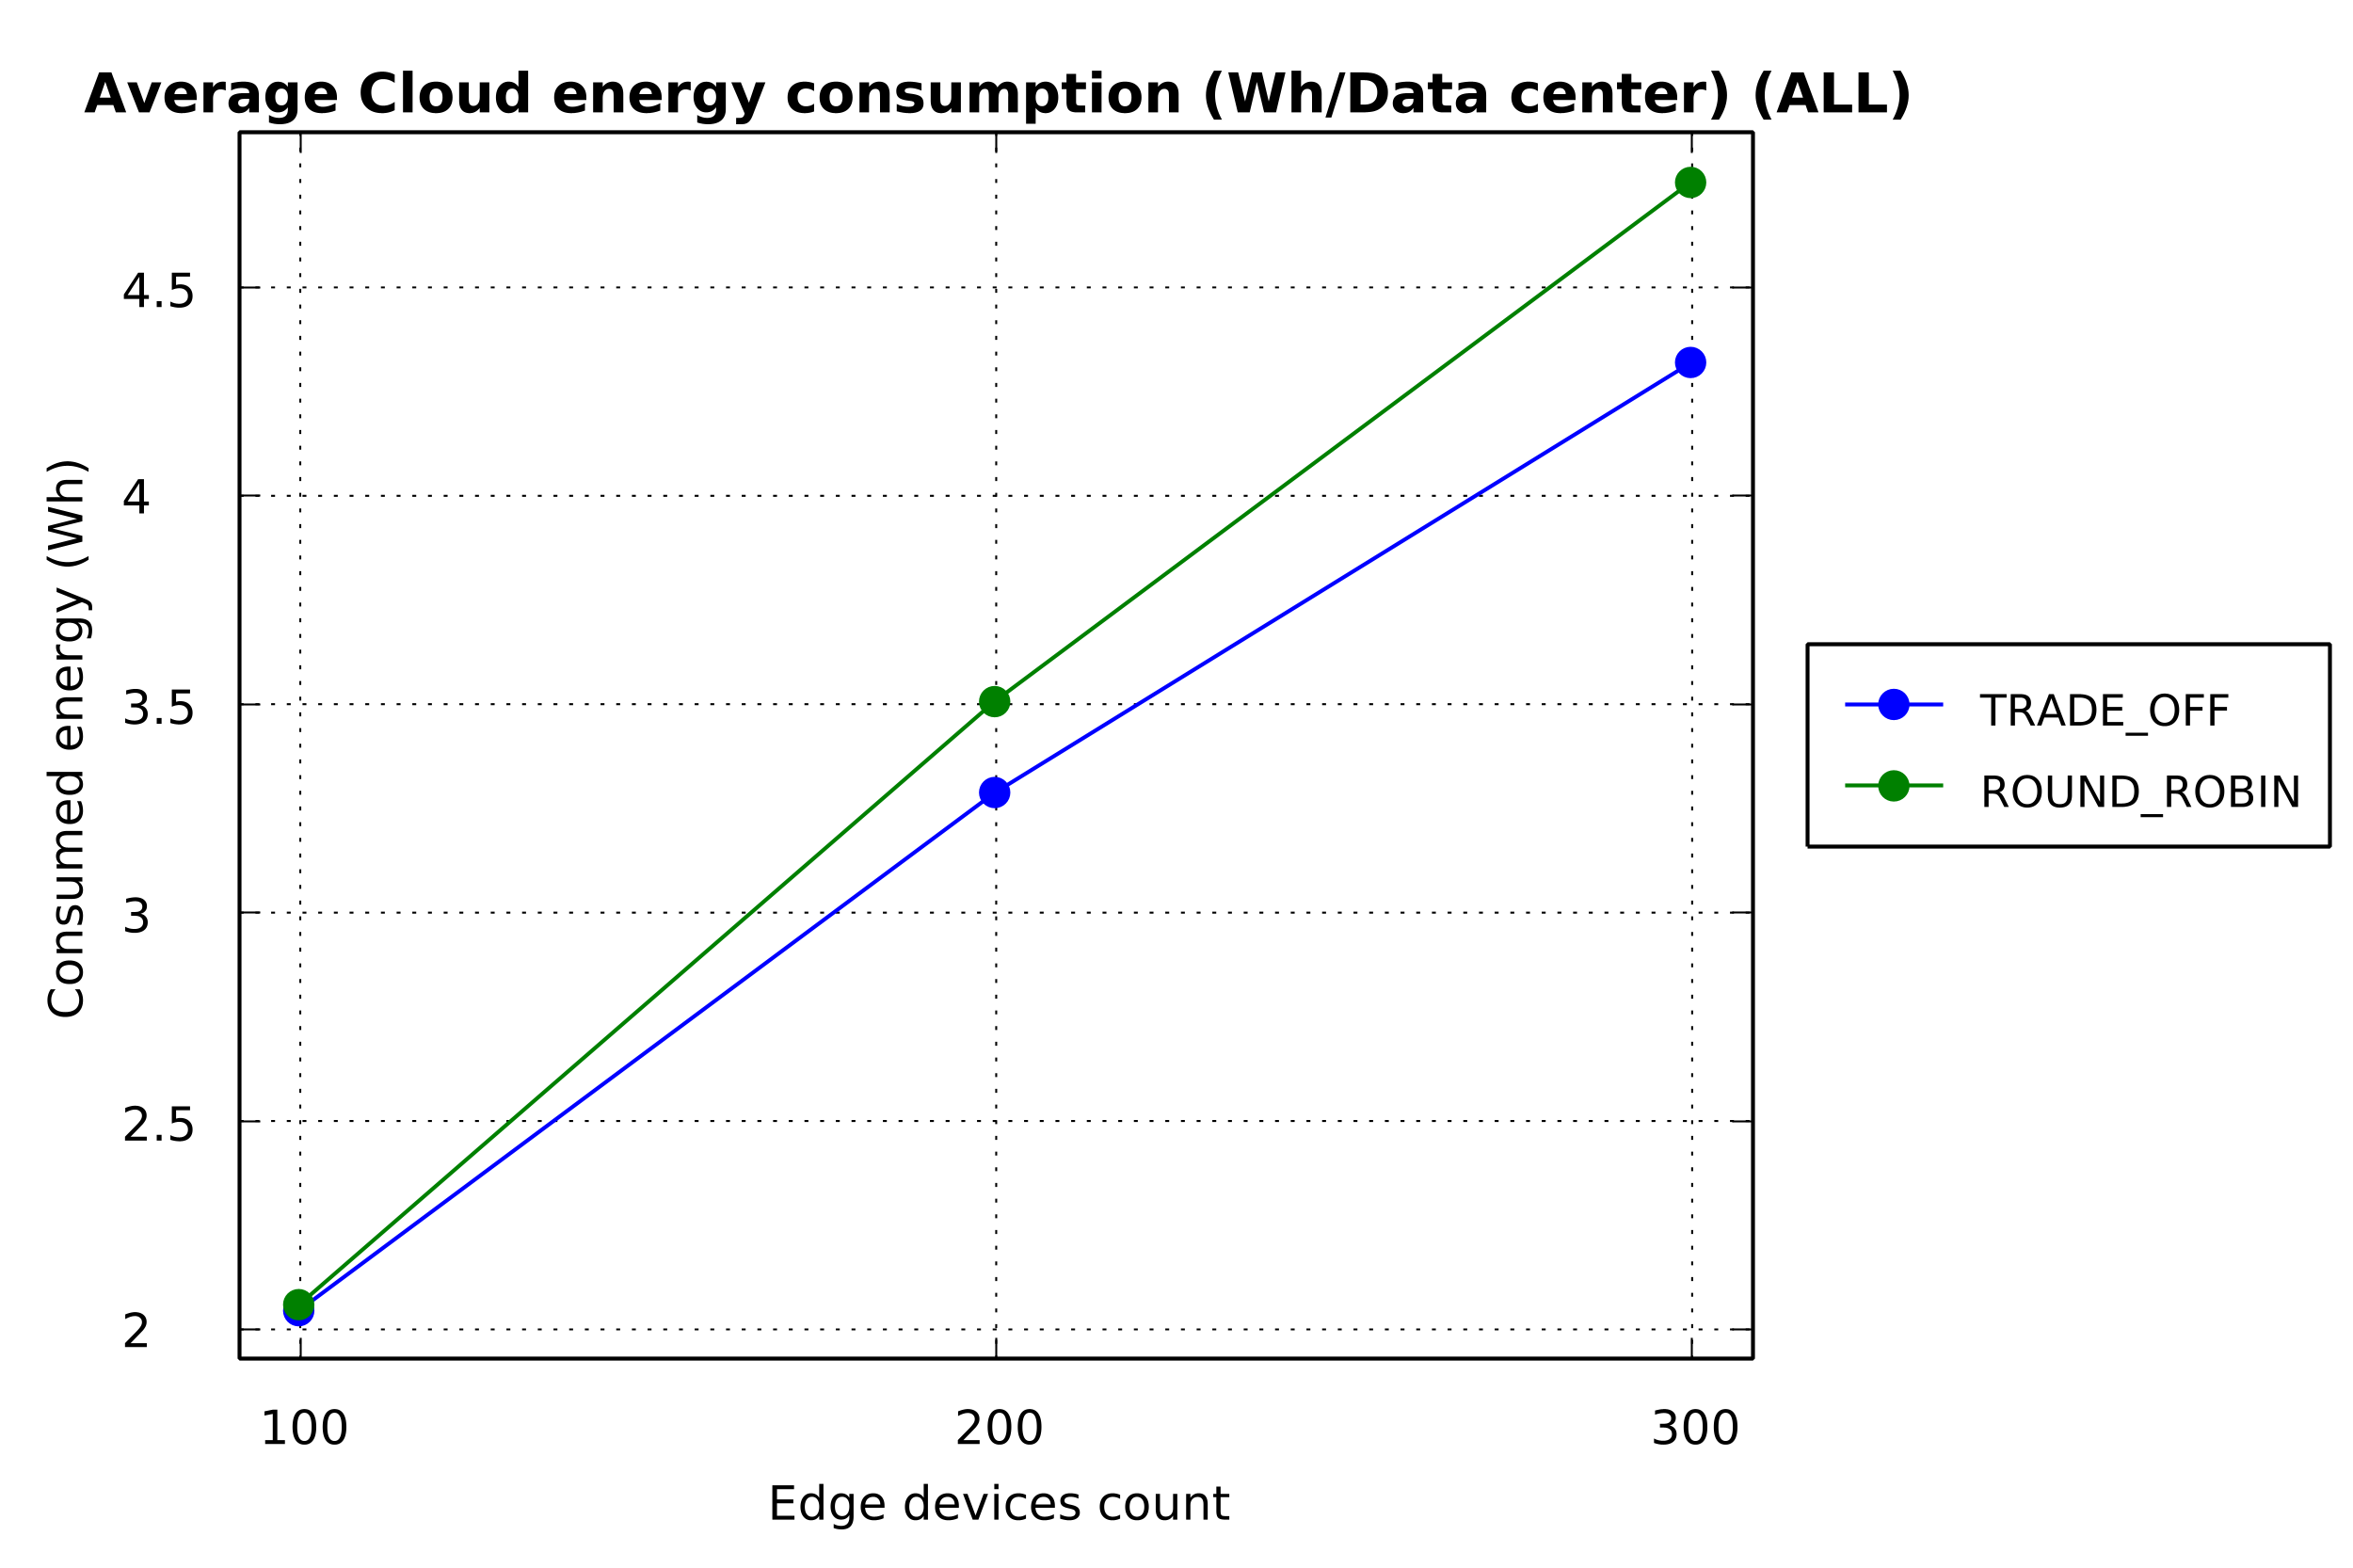 Average Cloud energy consumption (Wh/Data center) (ALL)
4.5
4
3.5
3
2.5
2
Consumed energy (Wh)
100
200
300
Edge devices count
TRADE_OFF
ROUND_ROBIN